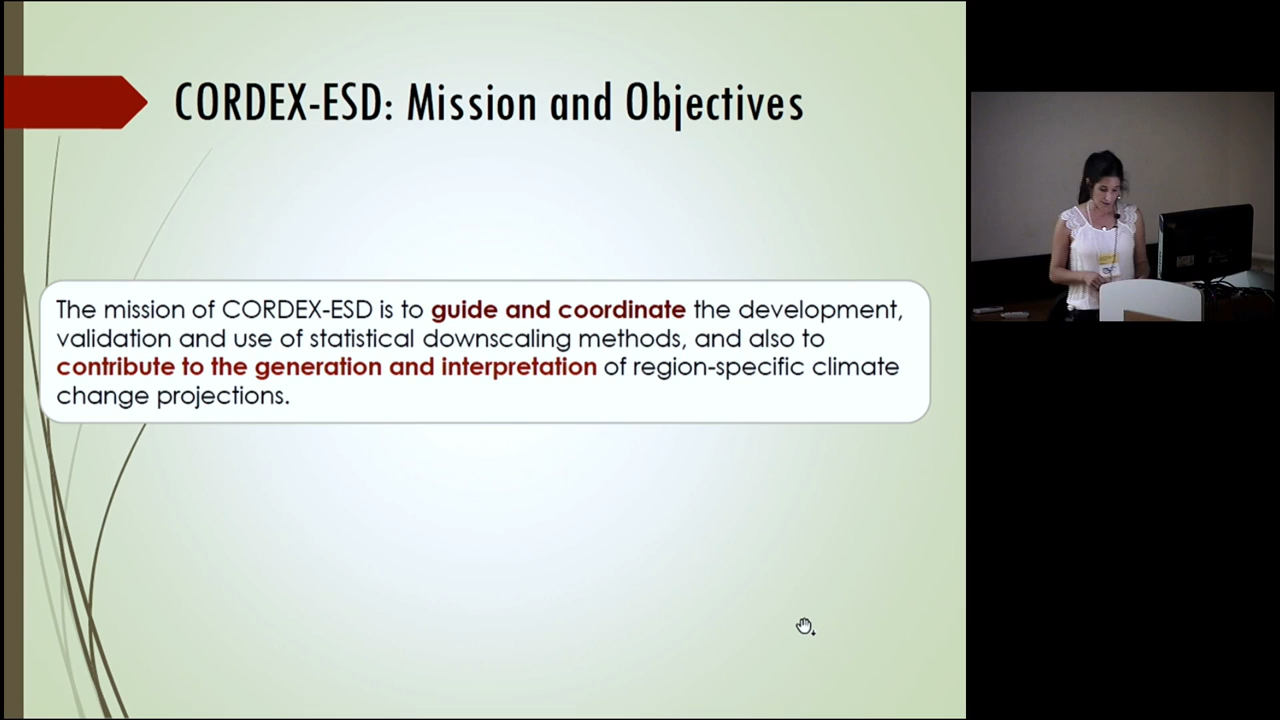 CORDEX-ESD: Mission and Objectives
The mission of CORDEX-ESD is to guide and coordinate the development,
validation and use of statistical downscaling methods, and also to
contribute to the generation and interpretation of region-specific climate
change projections.